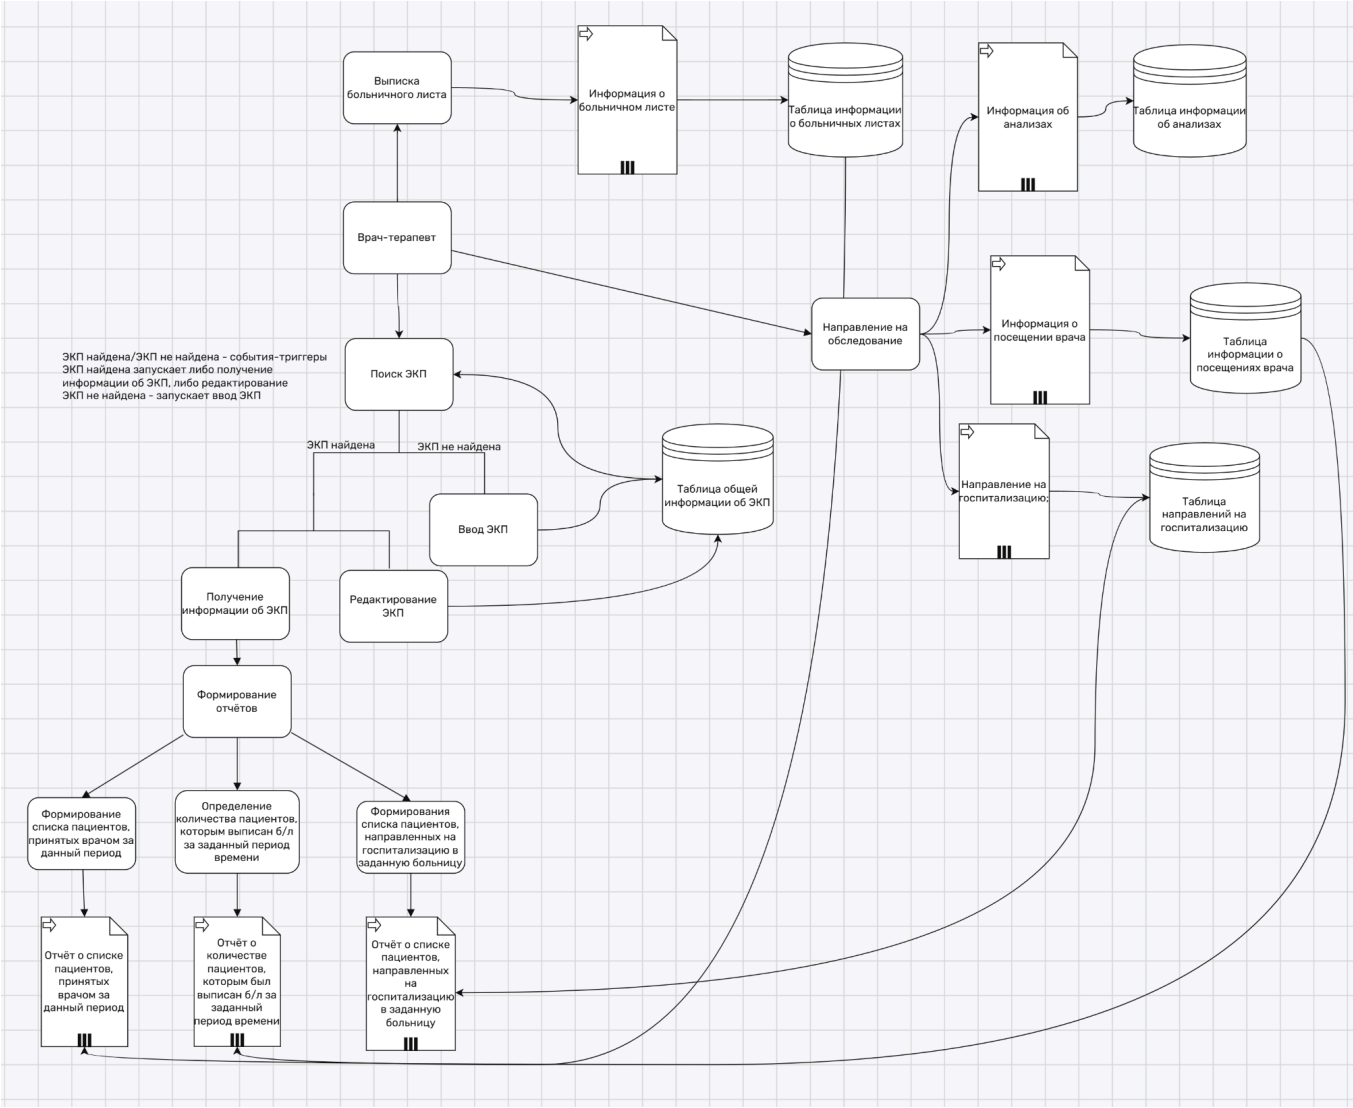 Выписка
больничного листа
Информация о
больничном листе
Таблица информации
о больничных листах
Информация об
анализах
Таблица информации
об анализах
Врач-терапевт
Направление на
обследование
Информация о
посещении врача
Таблица
информации о
посещениях врача
ЭКП найдена/ЭКП не найдена - события-триггеры
ЭКП найдена запускает либо получение
информации об ЭКП, либо редактирование
ЭКП не найдена - запускает ввод ЭКП
Поиск ЭКП
ЭКП найдена
ЭКП не найдена
Таблица общей
информации об ЭКП
Направление на
госпитализацию;
Таблица
направлений на
госпитализацию
Ввод ЭКП
Получение
информации об ЭКП
Редактирование
ЭКП
Формирование
отчётов
Формирование
списка пациентов,
принятых врачом за
данный период
Определение
количества пациентов,
которым выписан б/л
за заданный период
времени
Формирования
списка пациентов,
направленных на
госпитализацию в
заданную больницу
Отчёт о списке
пациентов,
принятых
врачом за
данный период
Отчёт о
количестве
пациентов,
которым был
выписан б/л за
заданный
период времени
Отчёт о списке
пациентов,
направленных
на
госпитализацию
в заданную
больницу